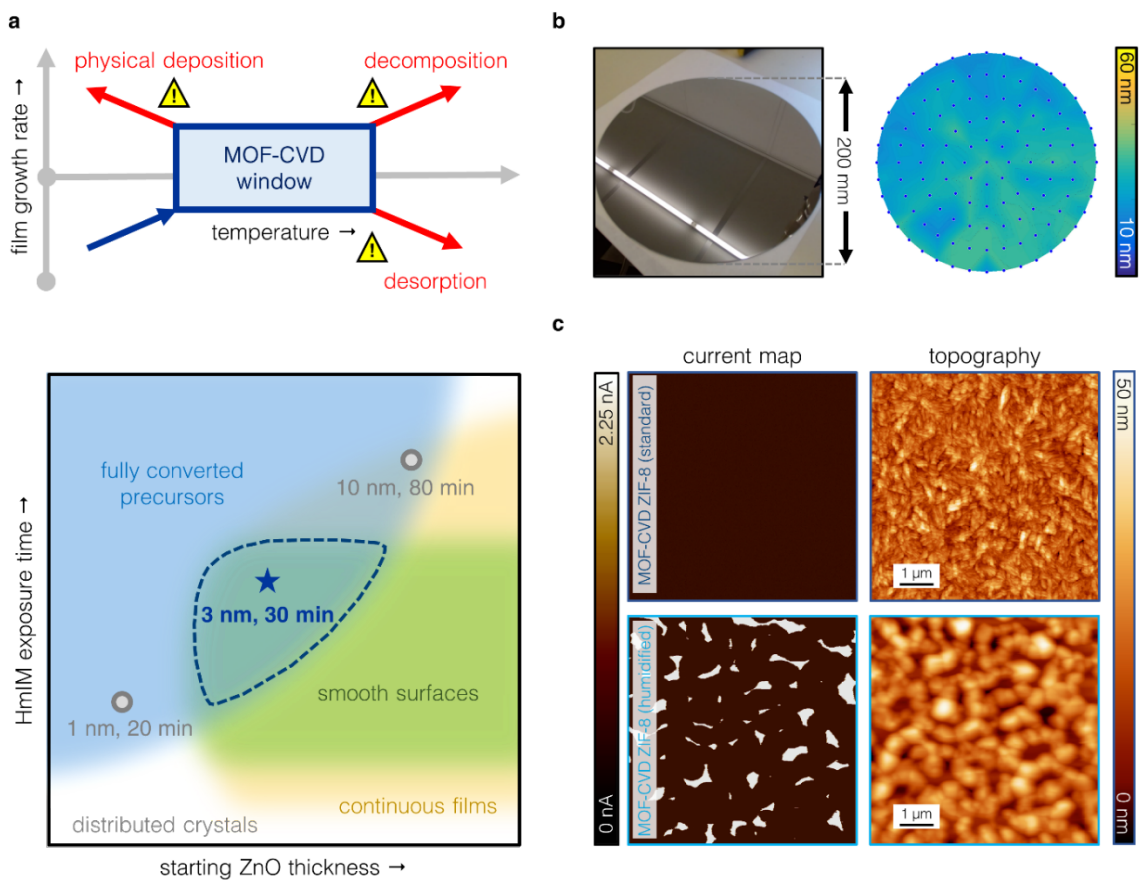 a
film growth rate →
physical deposition
decomposition
!
!
MOF-CVD
window
temperature →
!
desorption
HmIM exposure time →
fully converted
precursors
10 nm, 80 min
3 nm, 30 min
smooth surfaces
1 nm, 20 min
continuous films
distributed crystals
starting ZnO thickness →
b
200 mm
60 nm
10 nm
c
current map
topography
2.25 nA
0 nA
MOF-CVD ZIF-8 (standard)
1 µm
MOF-CVD ZIF-8 (humidified)
1 µm
50 nm
0 nm